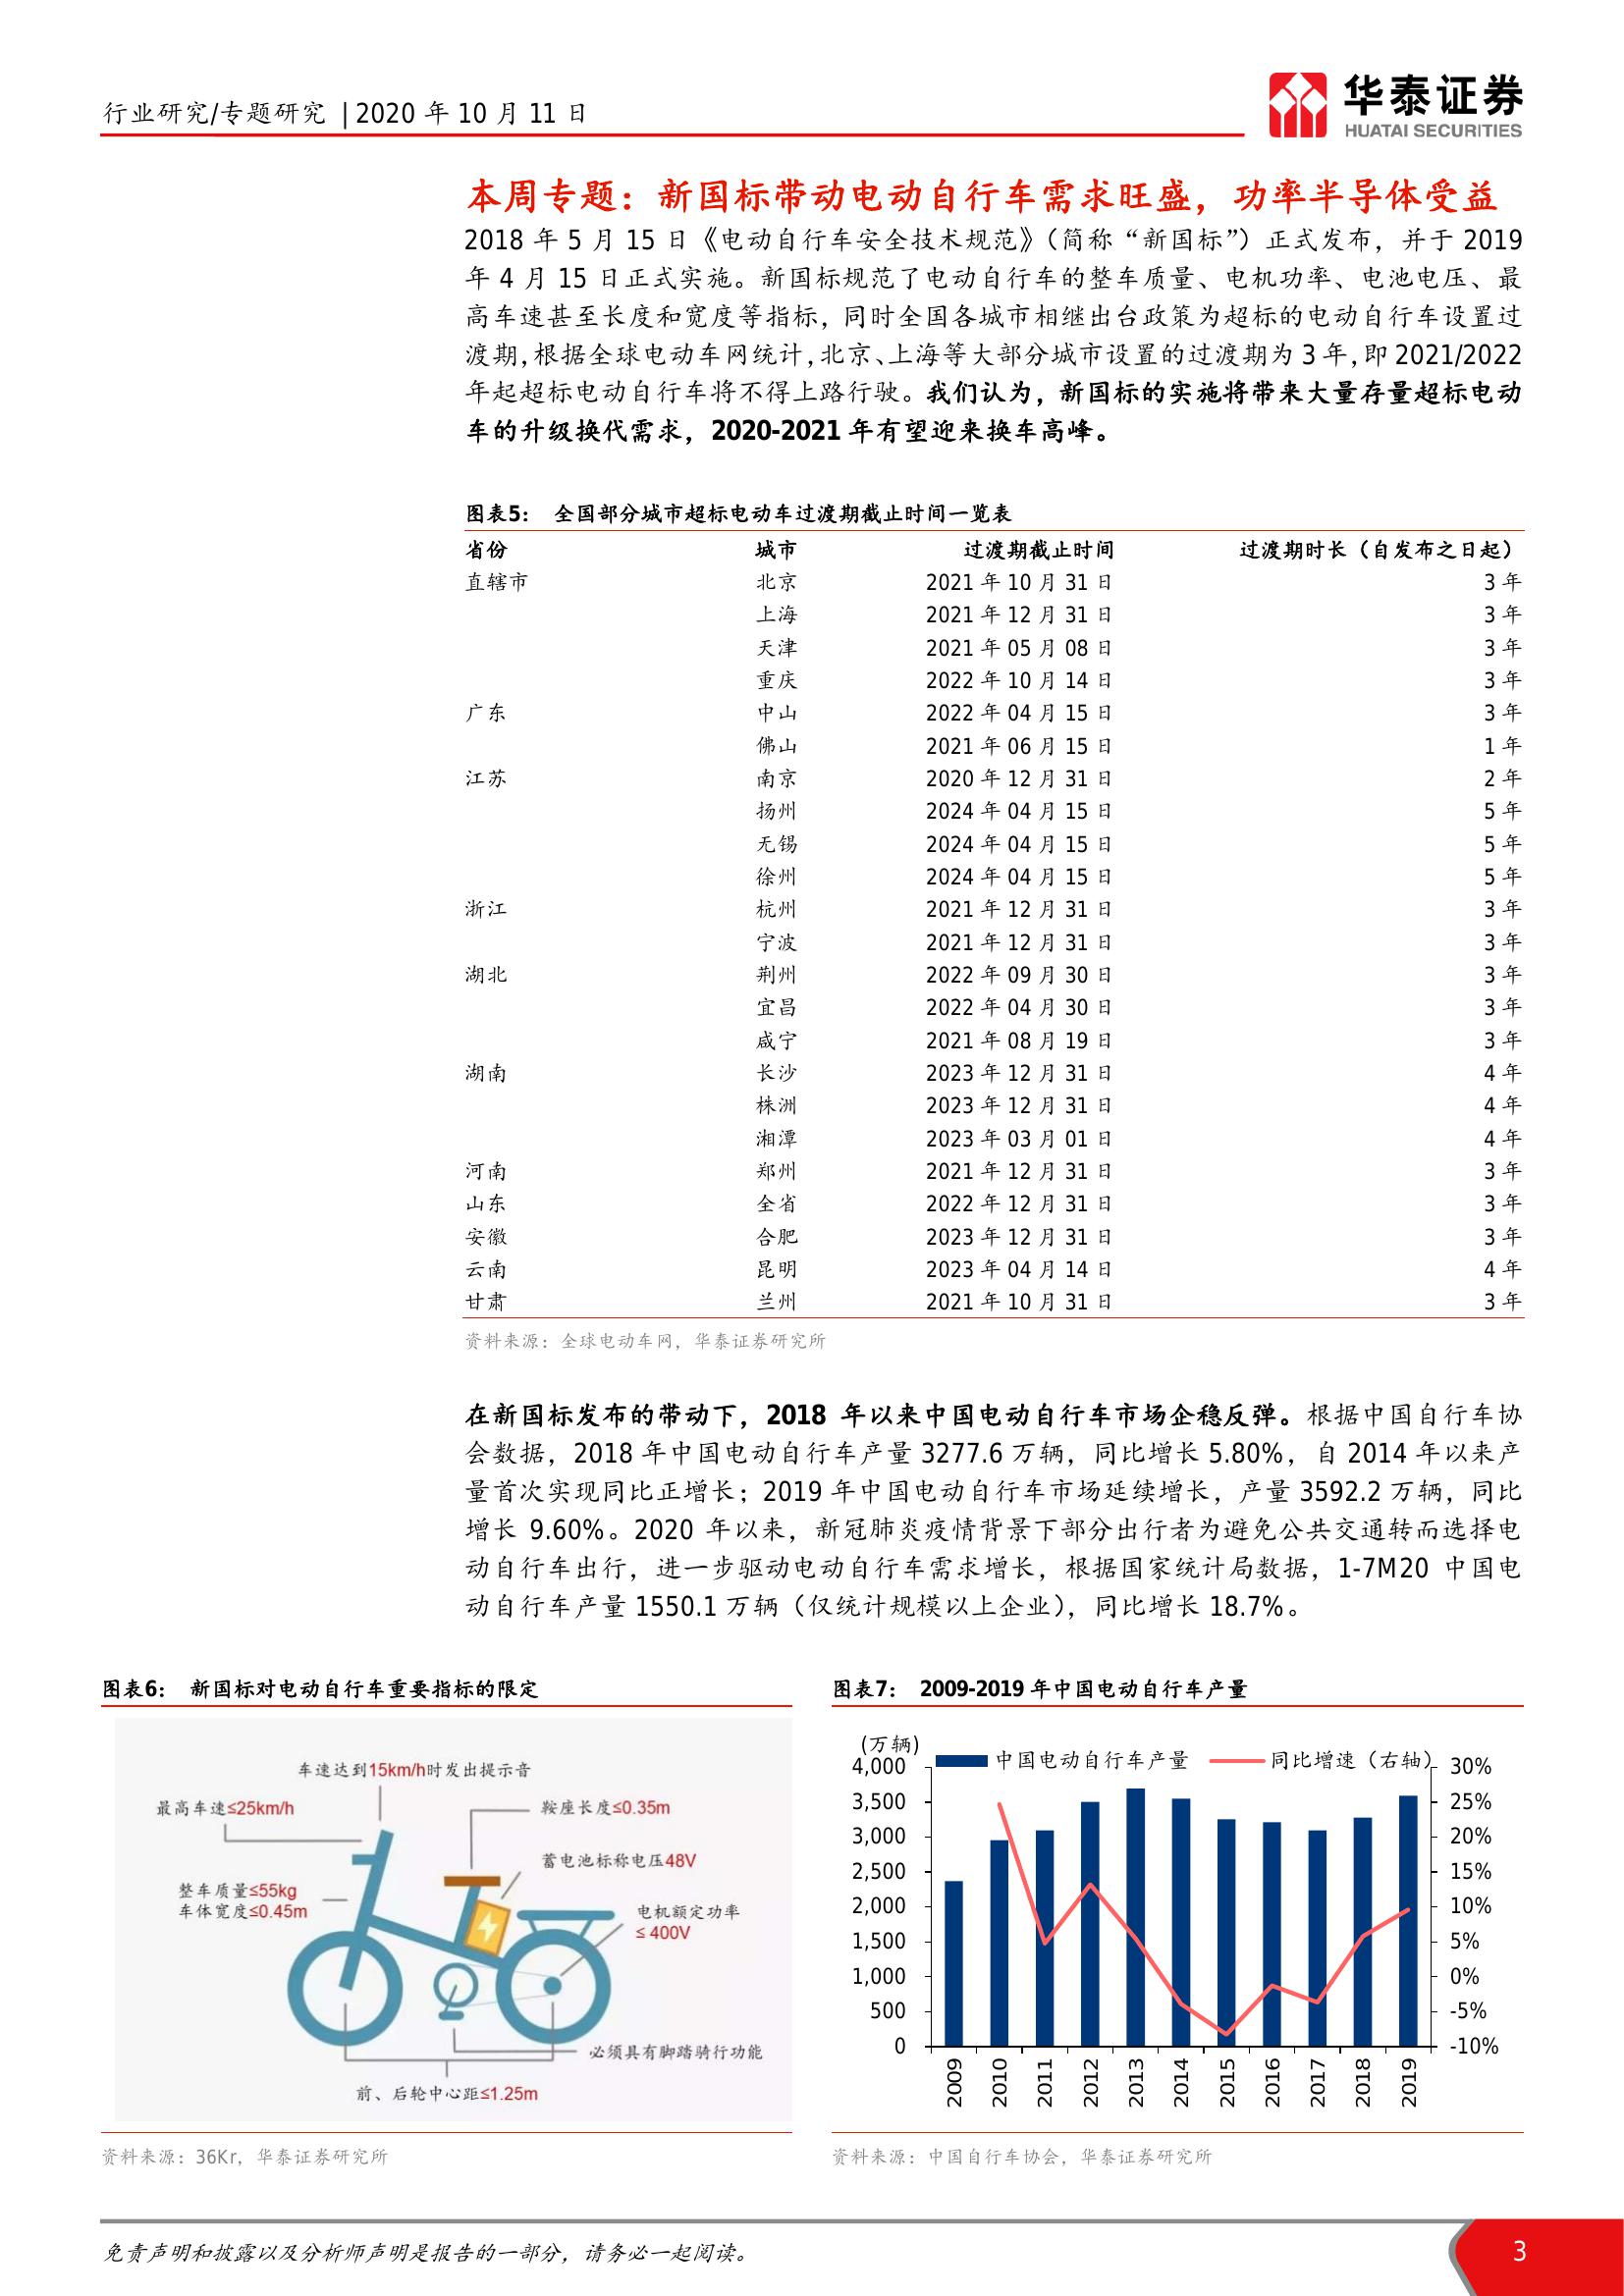 行业研究/专题研究 | 2020 年 10 月 11 日
华泰证券
HUATAI SECURITIES
本周专题：新国标带动电动自行车需求旺盛，功率半导体受益
2018 年 5 月 15 日《电动自行车安全技术规范》（简称“新国标”）正式发布，并于 2019
年 4 月 15 日正式实施。新国标规范了电动自行车的整车质量、电机功率、电池电压、最
高车速甚至长度和宽度等指标，同时全国各城市相继出台政策为超标的电动自行车设置过
渡期，根据全球电动车网统计，北京、上海等大部分城市设置的过渡期为 3 年，即 2021/2022
年起超标电动自行车将不得上路行驶。我们认为，新国标的实施将带来大量存量超标电动
车的升级换代需求，2020-2021 年有望迎来换车高峰。
图表5： 全国部分城市超标电动车过渡期截止时间一览表
省份 城市 过渡期截止时间 过渡期时长（自发布之日起）
直辖市 北京 2021 年 10 月 31 日 3 年
上海 2021 年 12 月 31 日 3 年
天津 2021 年 05 月 08 日 3 年
重庆 2022 年 10 月 14 日 3 年
广东 中山 2022 年 04 月 15 日 3 年
佛山 2021 年 06 月 15 日 1 年
江苏 南京 2020 年 12 月 31 日 2 年
扬州 2024 年 04 月 15 日 5 年
无锡 2024 年 04 月 15 日 5 年
徐州 2024 年 04 月 15 日 5 年
浙江 杭州 2021 年 12 月 31 日 3 年
宁波 2021 年 12 月 31 日 3 年
湖北 荆州 2022 年 09 月 30 日 3 年
宜昌 2022 年 04 月 30 日 3 年
咸宁 2021 年 08 月 19 日 3 年
湖南 长沙 2023 年 12 月 31 日 4 年
株洲 2023 年 12 月 31 日 4 年
湘潭 2023 年 03 月 01 日 4 年
河南 郑州 2021 年 12 月 31 日 3 年
山东 全省 2022 年 12 月 31 日 3 年
安徽 合肥 2023 年 12 月 31 日 3 年
云南 昆明 2023 年 04 月 14 日 4 年
甘肃 兰州 2021 年 10 月 31 日 3 年
资料来源：全球电动车网，华泰证券研究所
在新国标发布的带动下，2018 年以来中国电动自行车市场企稳反弹。根据中国自行车协
会数据，2018 年中国电动自行车产量 3277.6 万辆，同比增长 5.80%，自 2014 年以来产
量首次实现同比正增长；2019 年中国电动自行车市场延续增长，产量 3592.2 万辆，同比
增长 9.60%。2020 年以来，新冠肺炎疫情背景下部分出行者为避免公共交通转而选择电
动自行车出行，进一步驱动电动自行车需求增长，根据国家统计局数据，1-7M20 中国电
动自行车产量 1550.1 万辆（仅统计规模以上企业），同比增长 18.7%。
图表6： 新国标对电动自行车重要指标的限定
车速达到15km/h时发出提示音
最高车速≤25km/h
鞍座长度≤0.35m
蓄电池标称电压48V
整车质量≤55kg
车体宽度≤0.45m
电机额定功率
≤ 400V
必须具有脚踏骑行功能
前、后轮中心距≤1.25m
资料来源：36Kr，华泰证券研究所
图表7： 2009-2019 年中国电动自行车产量
(万辆)
中国电动自行车产量 同比增速（右轴）
4,000 30%
3,500 25%
3,000 20%
2,500 15%
2,000 10%
1,500 5%
1,000 0%
500 -5%
0 -10%
2009 2010 2011 2012 2013 2014 2015 2016 2017 2018 2019
资料来源：中国自行车协会，华泰证券研究所
免责声明和披露以及分析师声明是报告的一部分，请务必一起阅读。
3